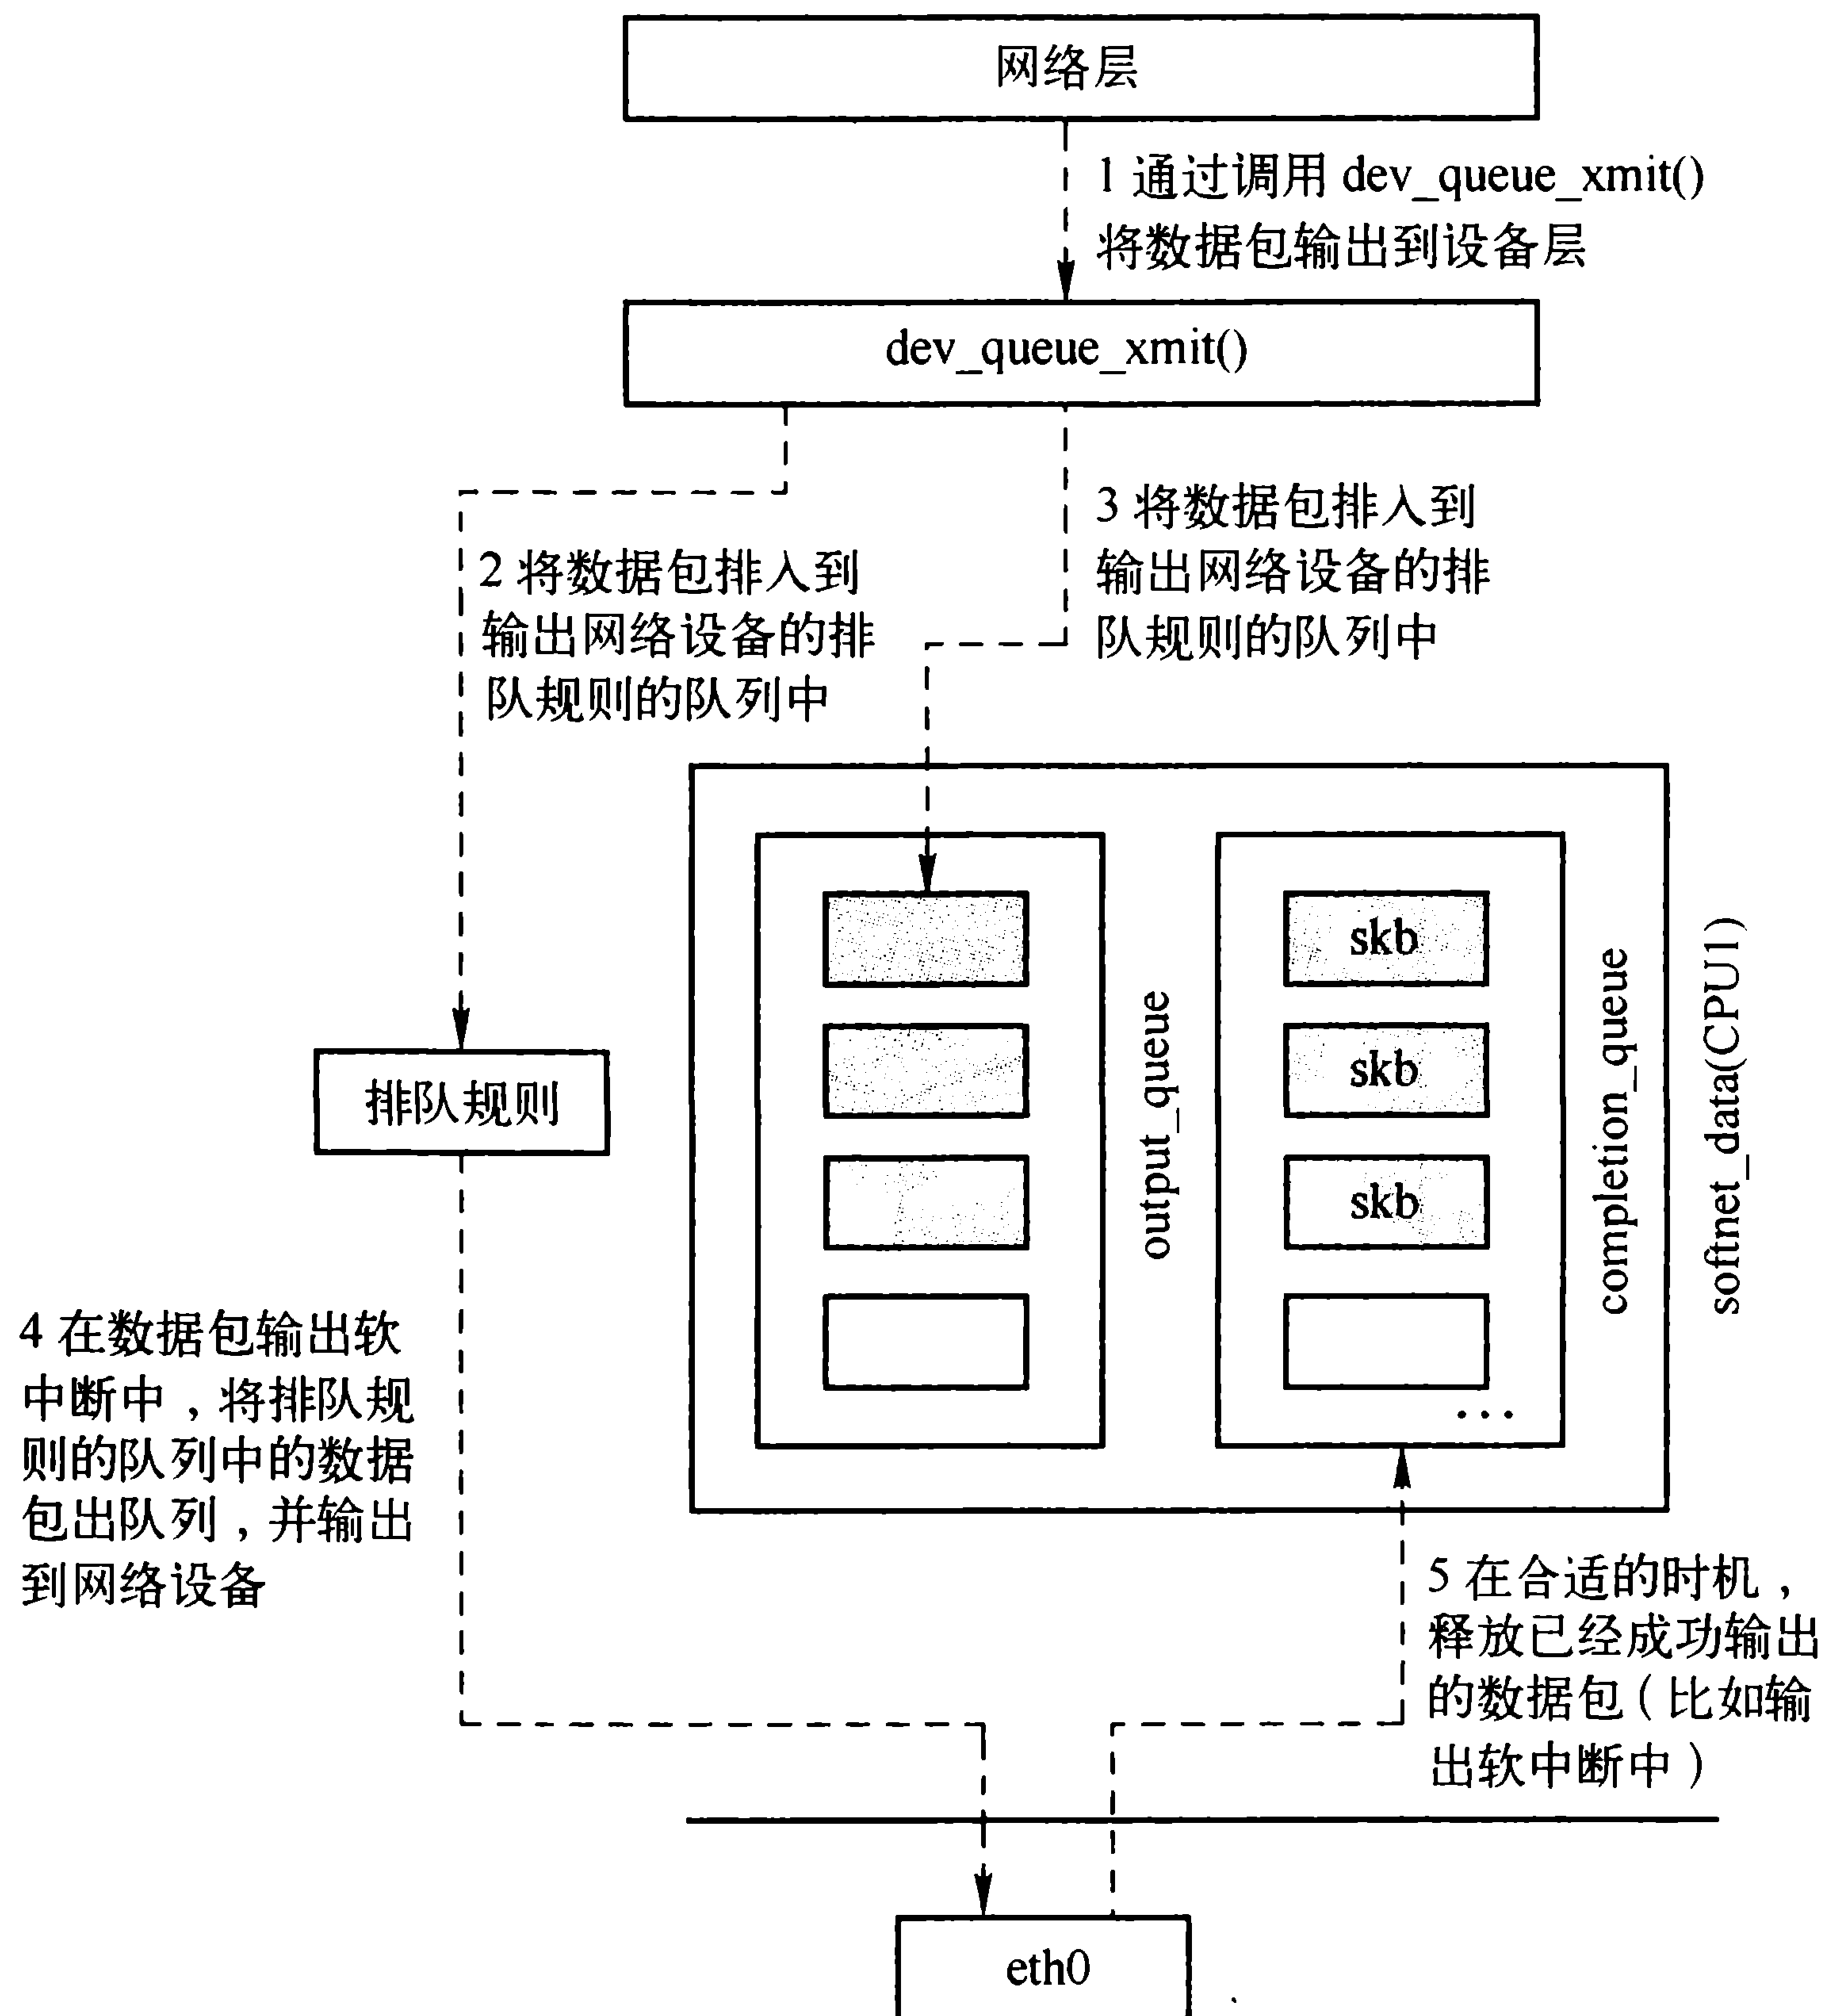 网络层
1 通过调用 dev_queue_xmit()
将数据包输出到设备层
dev_queue_xmit()
2 将数据包排入到
输出网络设备的排
队规则的队列中
3 将数据包排入到
输出网络设备的排
队规则的队列中
排队规则
skb
skb
skb
…
output_queue
completion_queue
softnet_data(CPU1)
4 在数据包输出软
中断中，将排队规
则的队列中的数据
包出队列，并输出
到网络设备
5 在合适的时机，
释放已经成功输出
的数据包（比如输
出软中断中）
eth0